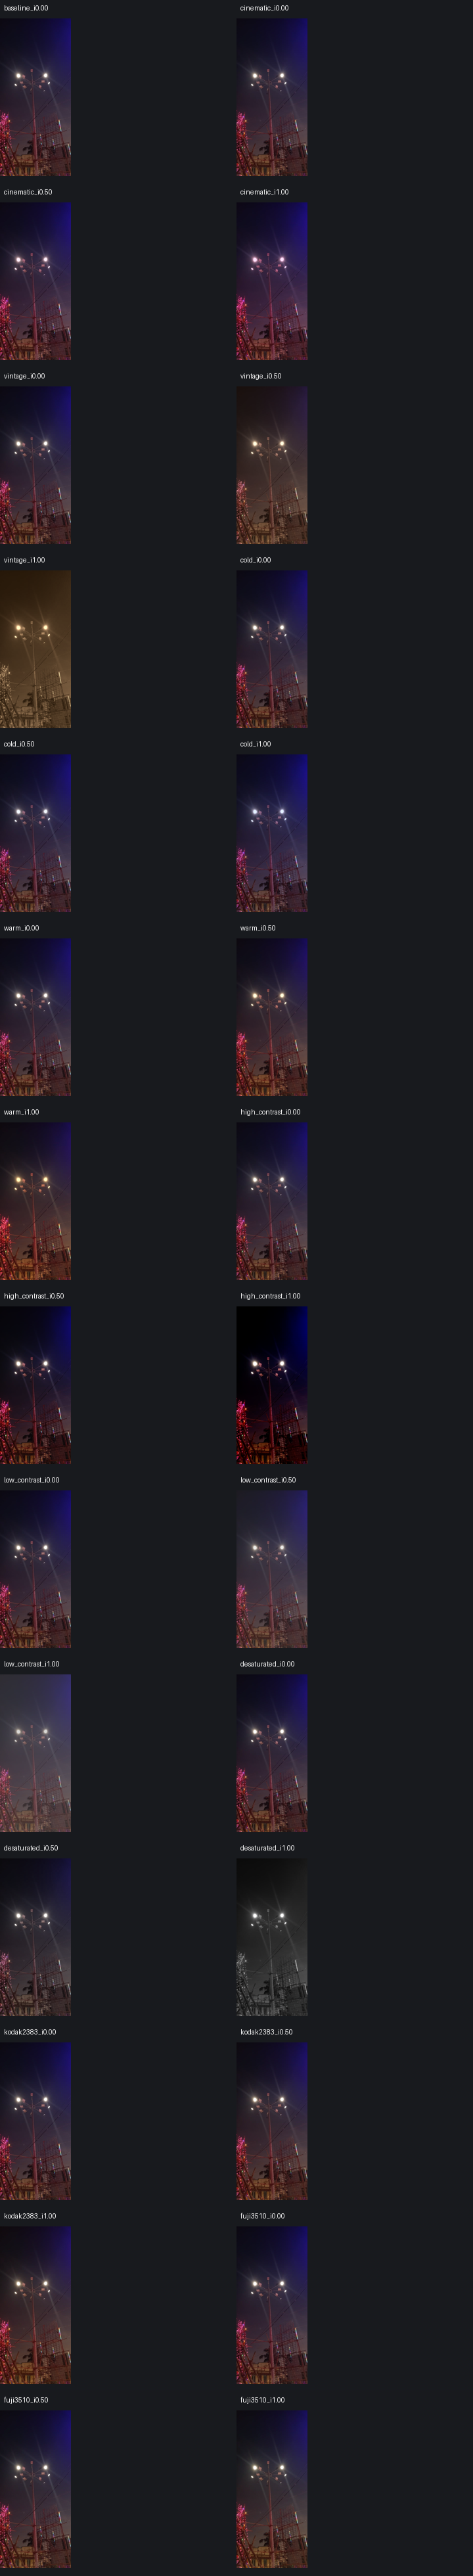 baseline_i0.00 cinematic_i0.00
cinematic_i0.50 cinematic_i1.00
vintage_i0.00 vintage_i0.50
vintage_i1.00 cold_i0.00
cold_i0.50 cold_i1.00
warm_i0.00 warm_i0.50
warm_i1.00 high_contrast_i0.00
high_contrast_i0.50 high_contrast_i1.00
low_contrast_i0.00 low_contrast_i0.50
low_contrast_i1.00 desaturated_i0.00
desaturated_i0.50 desaturated_i1.00
kodak2383_i0.00 kodak2383_i0.50
kodak2383_i1.00 fuji3510_i0.00
fuji3510_i0.50 fuji3510_i1.00